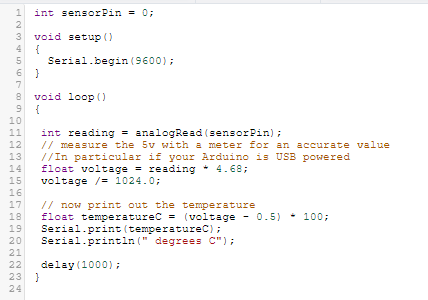 1 int sensorPin = 0;
2
3 void setup()
4 {
5   Serial.begin(9600);
6 }
7
8 void loop()
9 {
10
11  int reading = analogRead(sensorPin);
12  // measure the 5v with a meter for an accurate value
13  //In particular if your Arduino is USB powered
14  float voltage = reading * 4.68;
15  voltage /= 1024.0;
16
17  // now print out the temperature
18  float temperatureC = (voltage - 0.5) * 100;
19  Serial.print(temperatureC);
20  Serial.println(" degrees C");
21
22  delay(1000);
23 }
24